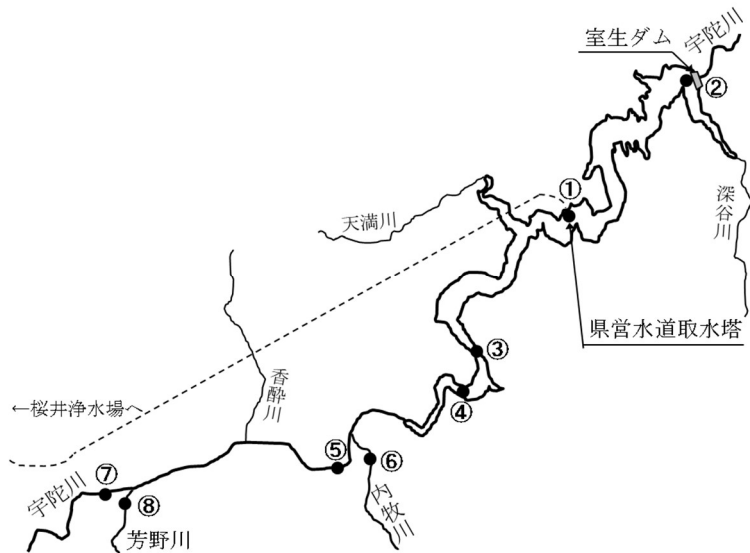 室生ダム
宇陀川
②
深谷川
①
天満川
県営水道取水塔
③
香酔川
④
←桜井浄水場へ
⑤
⑥
⑦
宇陀川
⑧
内牧川
芳野川